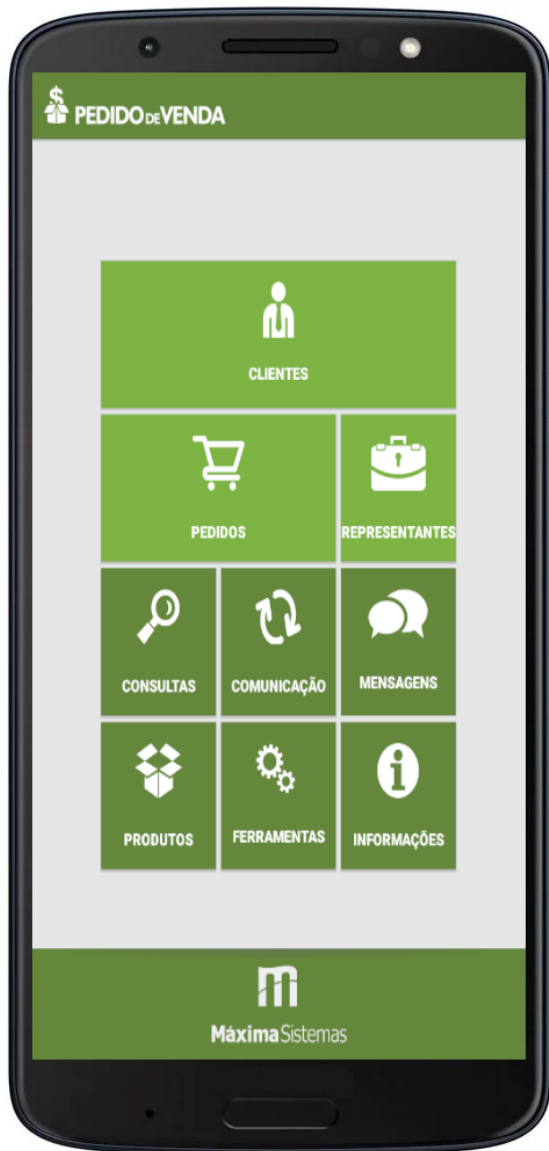 PEDIDO DE VENDA
CLIENTES
PEDIDOS
REPRESENTANTES
CONSULTAS
COMUNICAÇÃO
MENSAGENS
PRODUTOS
FERRAMENTAS
INFORMAÇÕES
Máxima Sistemas